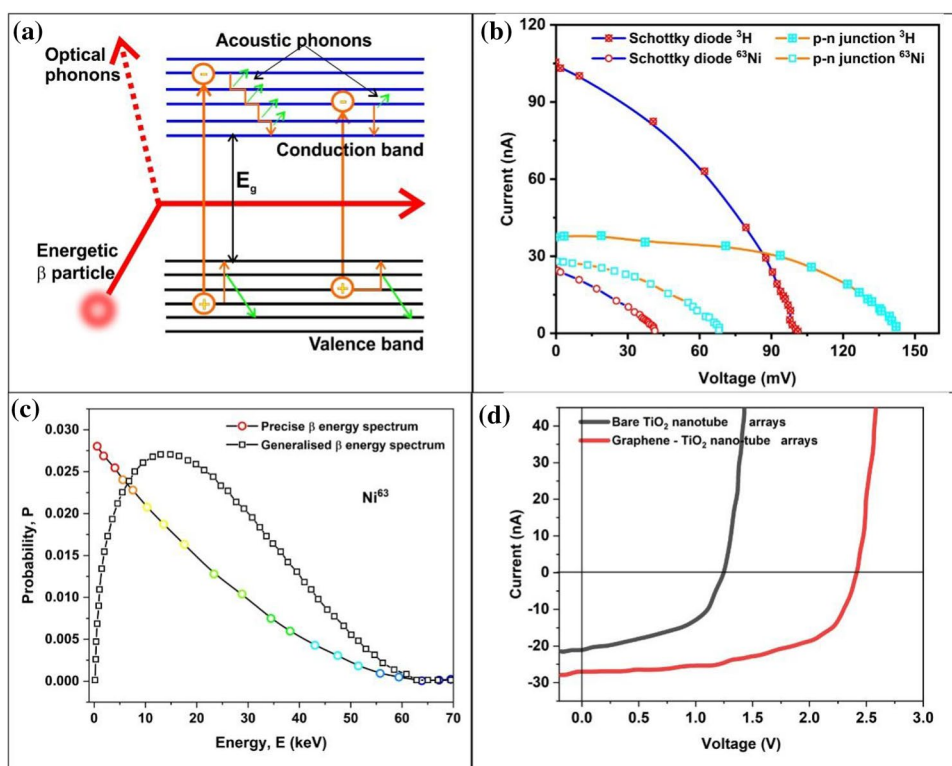 (a)
Optical
phonons
Acoustic phonons
Conduction band
E_g
Energetic
β particle
Valence band
(b)
Schottky diode ³H
p-n junction ³H
Schottky diode ⁶³Ni
p-n junction ⁶³Ni
Current (nA)
120
90
60
30
0
0 30 60 90 120 150
Voltage (mV)
(c)
Precise β energy spectrum
Generalised β energy spectrum
Ni⁶³
Probability, P
0.030
0.025
0.020
0.015
0.010
0.005
0.000
0 10 20 30 40 50 60 70
Energy, E (keV)
(d)
Bare TiO₂ nanotube arrays
Graphene - TiO₂ nano-tube arrays
Current (nA)
40
30
20
10
0
-10
-20
-30
0.0 0.5 1.0 1.5 2.0 2.5 3.0
Voltage (V)